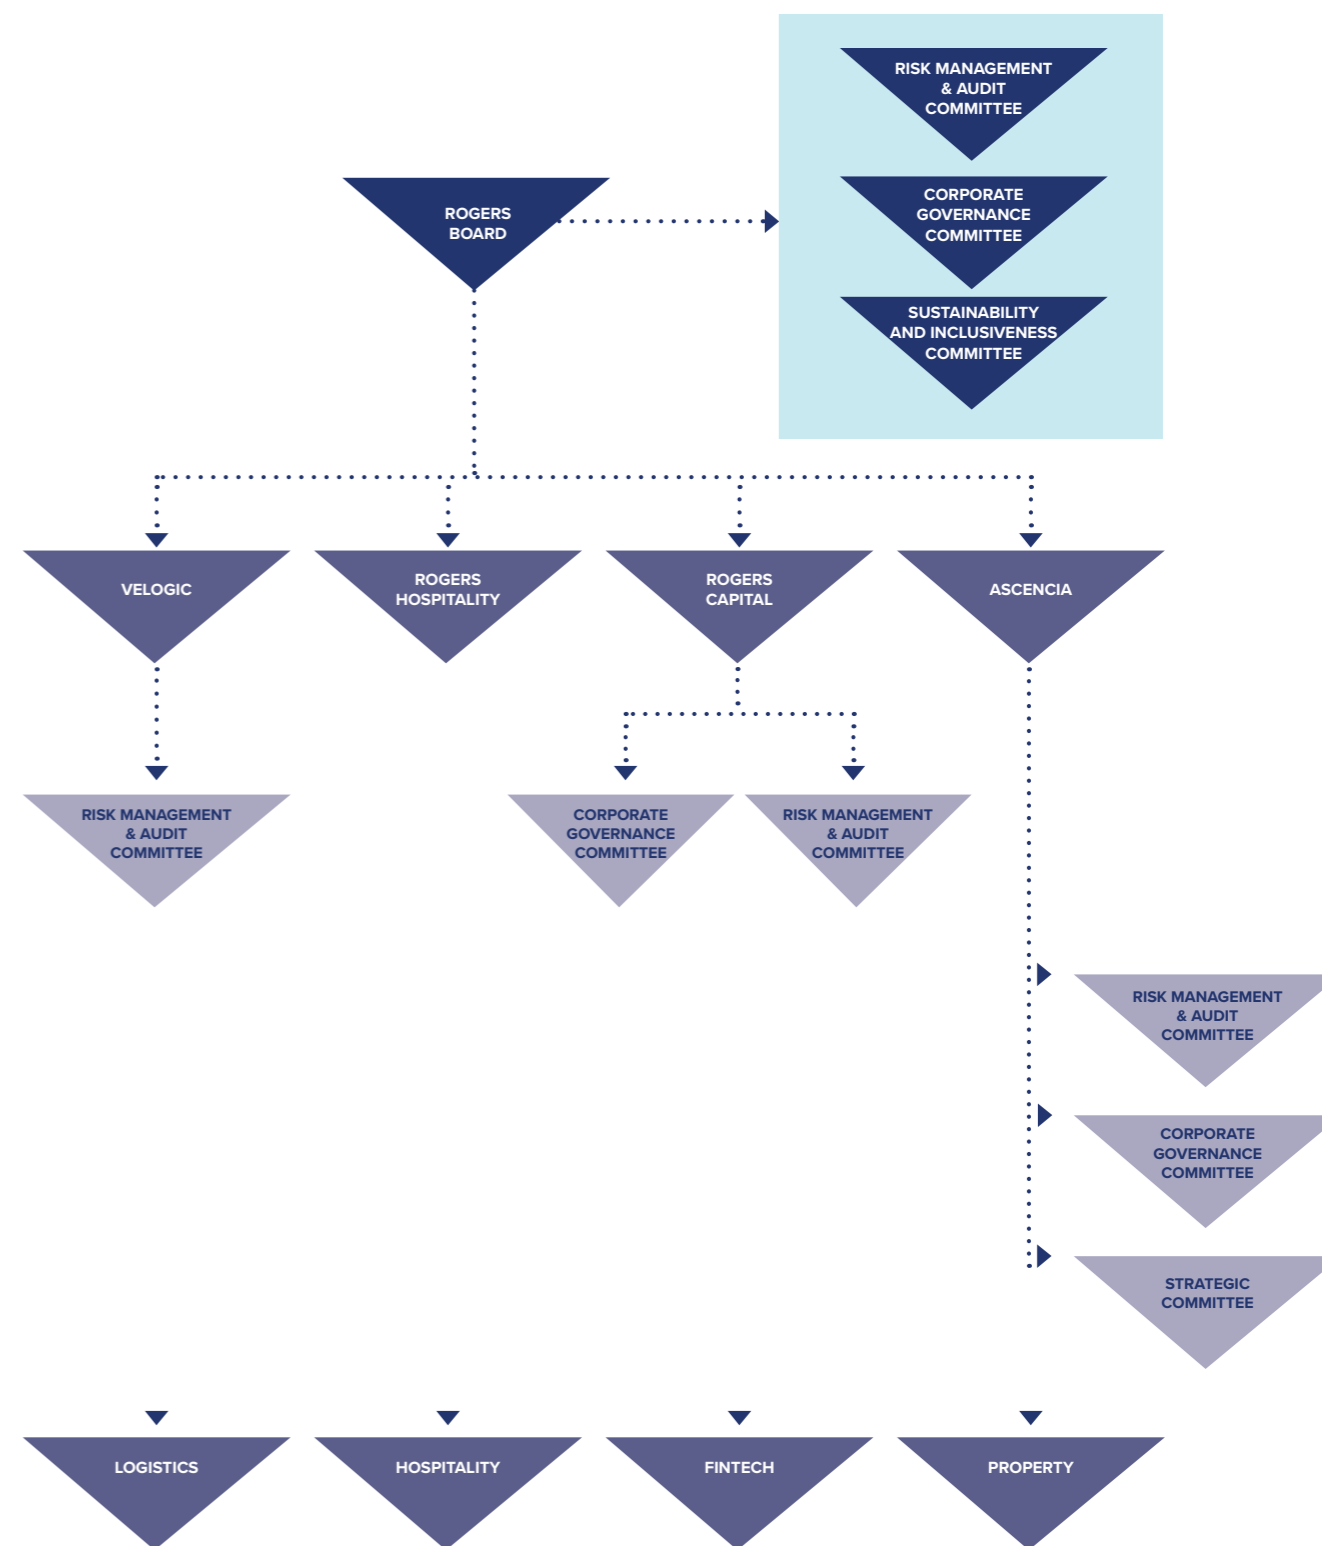 RISK MANAGEMENT
& AUDIT
COMMITTEE
ROGERS
BOARD
CORPORATE
GOVERNANCE
COMMITTEE
SUSTAINABILITY
AND INCLUSIVENESS
COMMITTEE
VELOGIC
ROGERS
HOSPITALITY
ROGERS
CAPITAL
ASCENCIA
RISK MANAGEMENT
& AUDIT
COMMITTEE
CORPORATE
GOVERNANCE
COMMITTEE
RISK MANAGEMENT
& AUDIT
COMMITTEE
RISK MANAGEMENT
& AUDIT
COMMITTEE
CORPORATE
GOVERNANCE
COMMITTEE
STRATEGIC
COMMITTEE
LOGISTICS
HOSPITALITY
FINTECH
PROPERTY